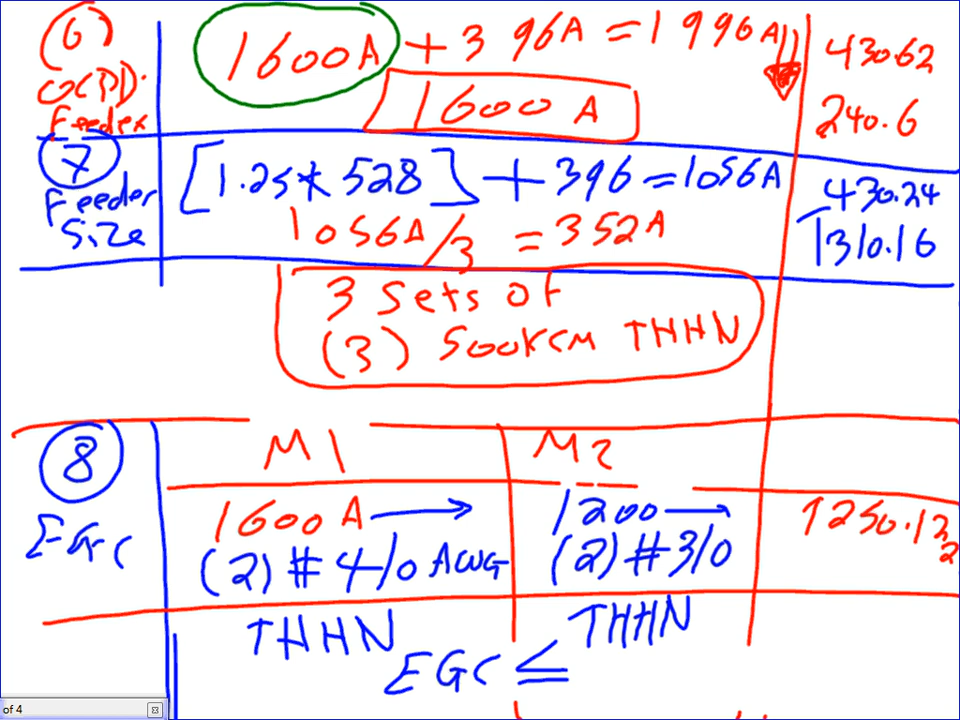 (6) 1600A + 396A = 1996A 430.62
OCPD. 1600 A 240.6
Feeder
7 [1.25* 528] + 396 = 1056A 430.24
Feeder
Size 1056A/3 = 352A 310.16
3 Sets of
(3) 500KCM THHN
8 M1 M2
EGC 1600A 1200 1250.122
(2) #4/0 AWG (2) #3/0
THHN THHN
EGC ≤
of 4